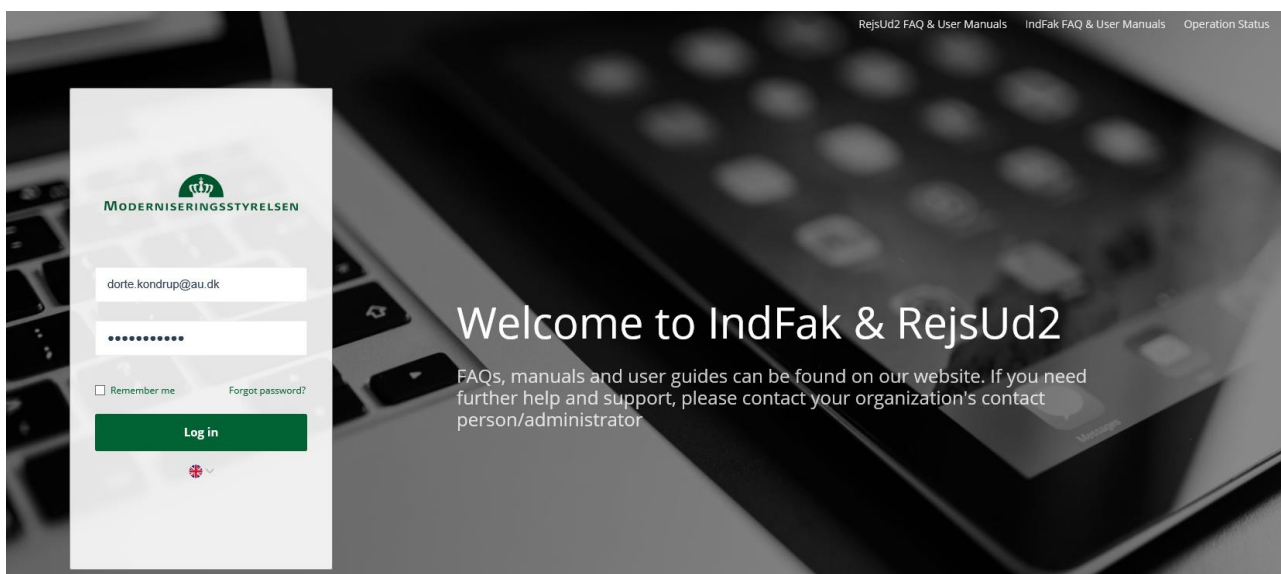 RejsUd2 FAQ & User Manuals IndFak FAQ & User Manuals Operation Status
MODERNISERINGSSTYRELSEN
dorte.kondrup@au.dk
•••••••••••
Remember me Forgot password?
Log in
Welcome to IndFak & RejsUd2
FAQs, manuals and user guides can be found on our website. If you need
further help and support, please contact your organization's contact
person/administrator
Messages